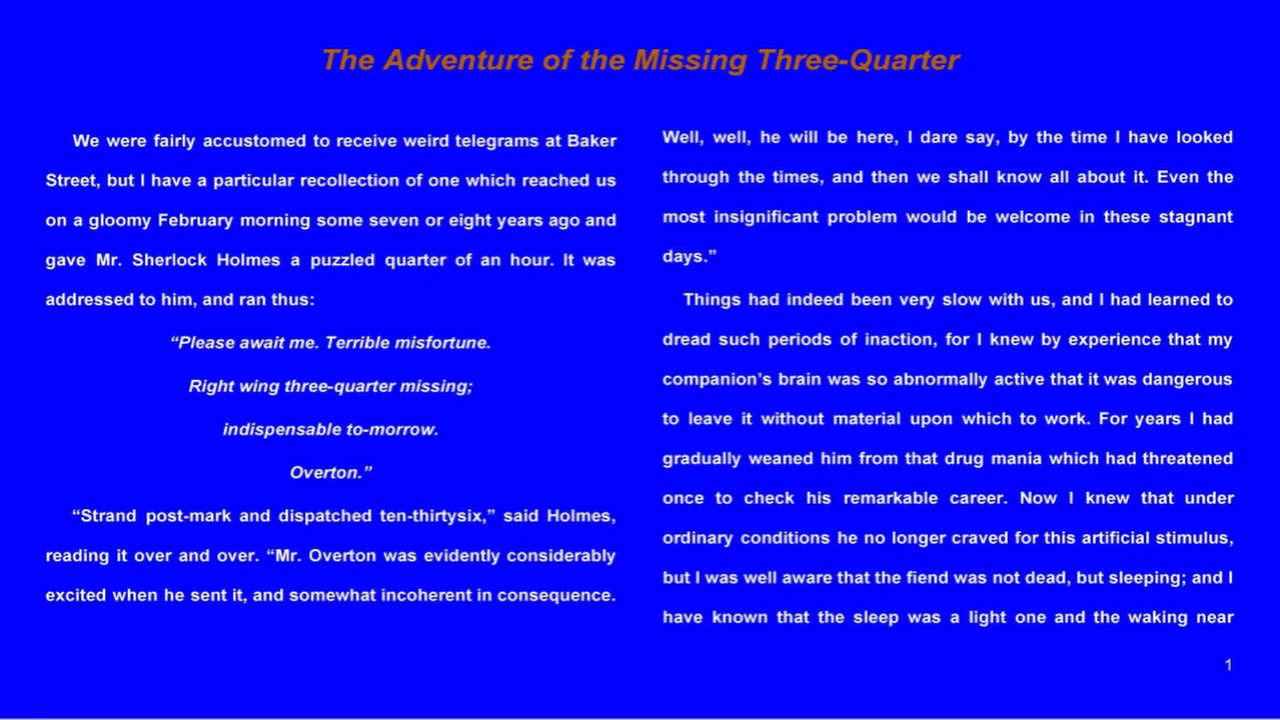 The Adventure of the Missing Three-Quarter
We were fairly accustomed to receive weird telegrams at Baker
Street, but I have a particular recollection of one which reached us
on a gloomy February morning some seven or eight years ago and
gave Mr. Sherlock Holmes a puzzled quarter of an hour. It was
addressed to him, and ran thus:
“Please await me. Terrible misfortune.
Right wing three-quarter missing;
indispensable to-morrow.
Overton.”
“Strand post-mark and dispatched ten-thirtysix,” said Holmes,
reading it over and over. “Mr. Overton was evidently considerably
excited when he sent it, and somewhat incoherent in consequence.
Well, well, he will be here, I dare say, by the time I have looked
through the times, and then we shall know all about it. Even the
most insignificant problem would be welcome in these stagnant
days.”
Things had indeed been very slow with us, and I had learned to
dread such periods of inaction, for I knew by experience that my
companion’s brain was so abnormally active that it was dangerous
to leave it without material upon which to work. For years I had
gradually weaned him from that drug mania which had threatened
once to check his remarkable career. Now I knew that under
ordinary conditions he no longer craved for this artificial stimulus,
but I was well aware that the fiend was not dead, but sleeping; and I
have known that the sleep was a light one and the waking near
1